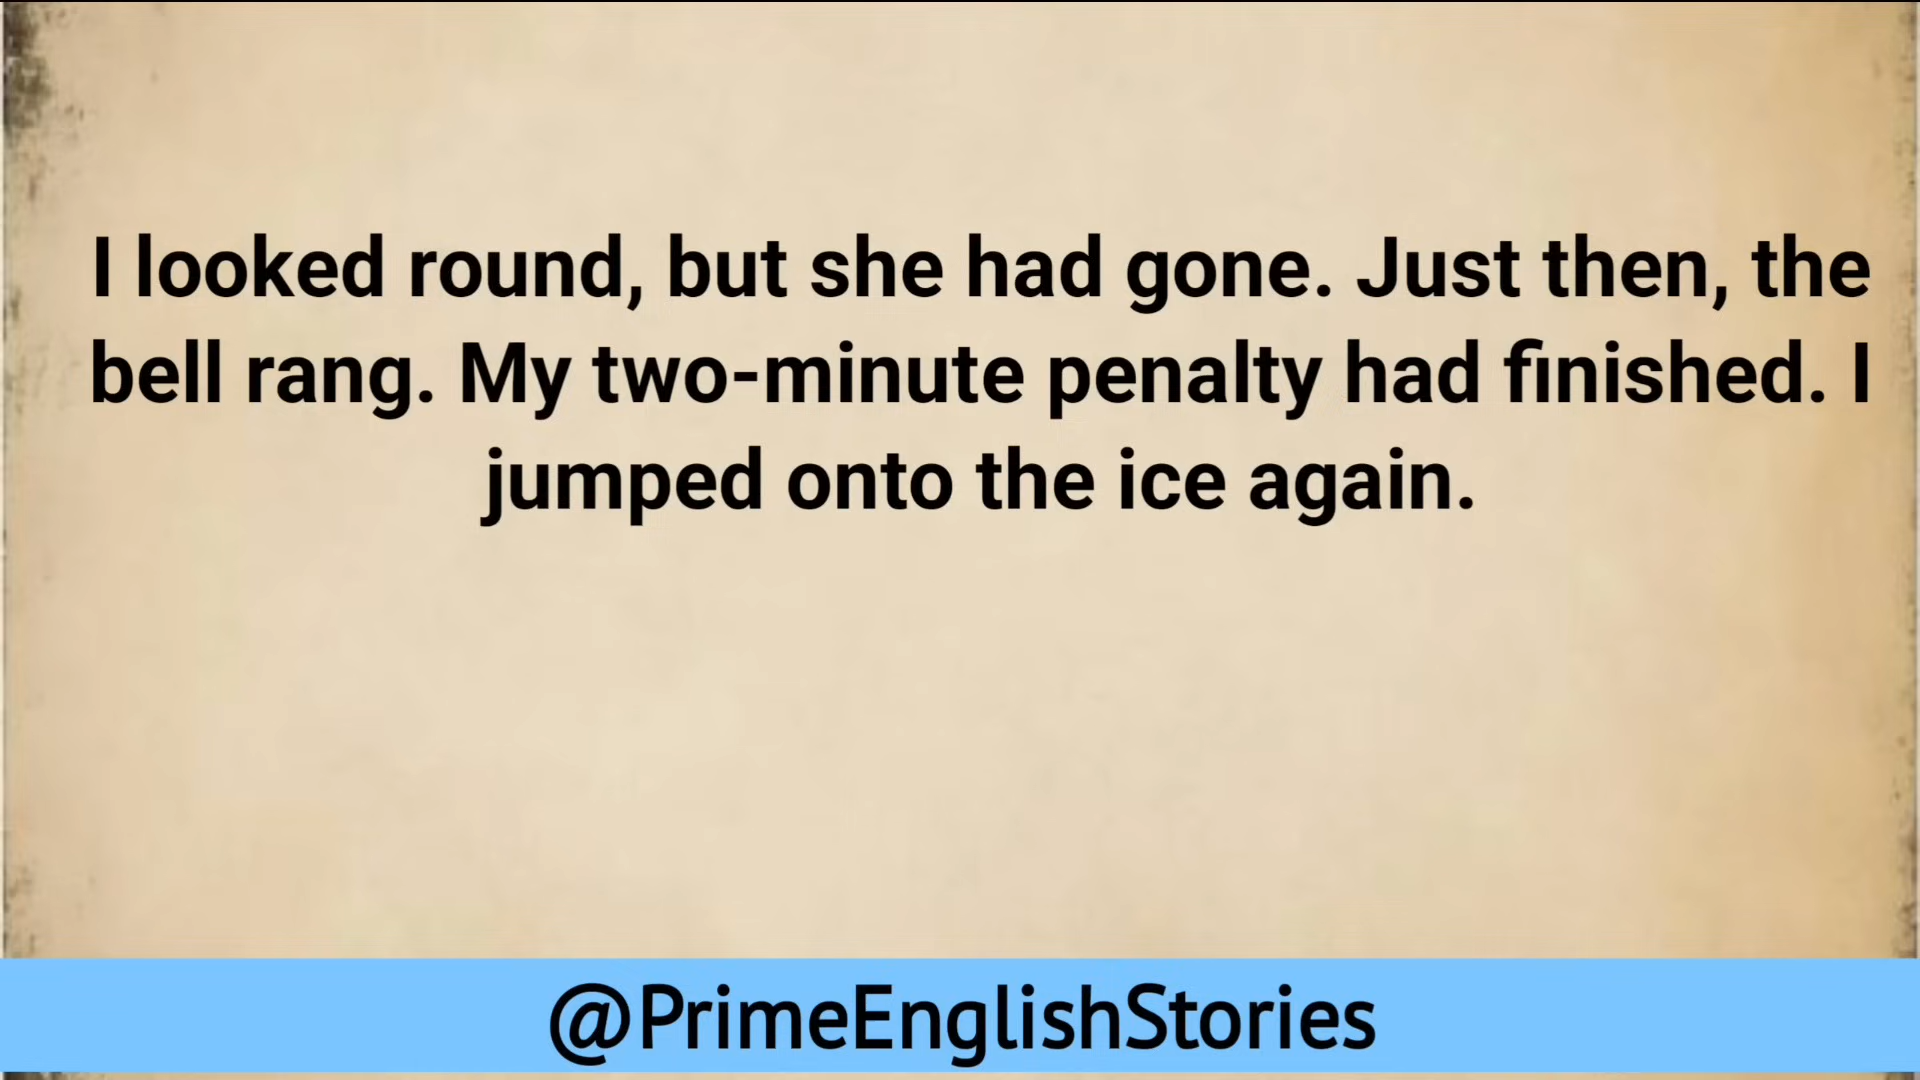 I looked round, but she had gone. Just then, the
bell rang. My two-minute penalty had finished. I
jumped onto the ice again.
@PrimeEnglishStories